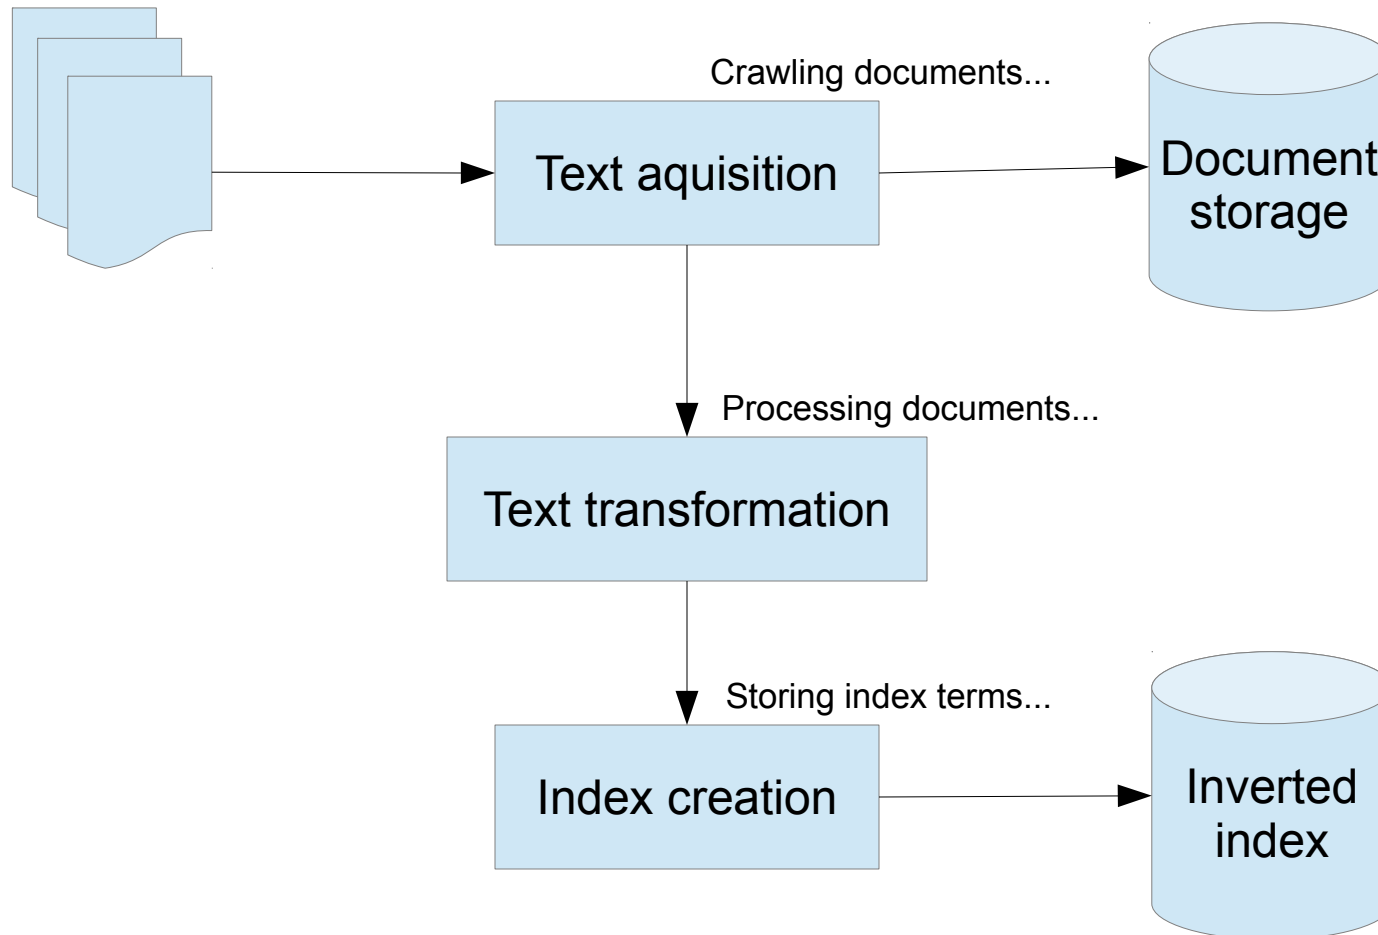 Crawling documents...
Text aquisition
Document
storage
Processing documents...
Text transformation
Storing index terms...
Index creation
Inverted
index